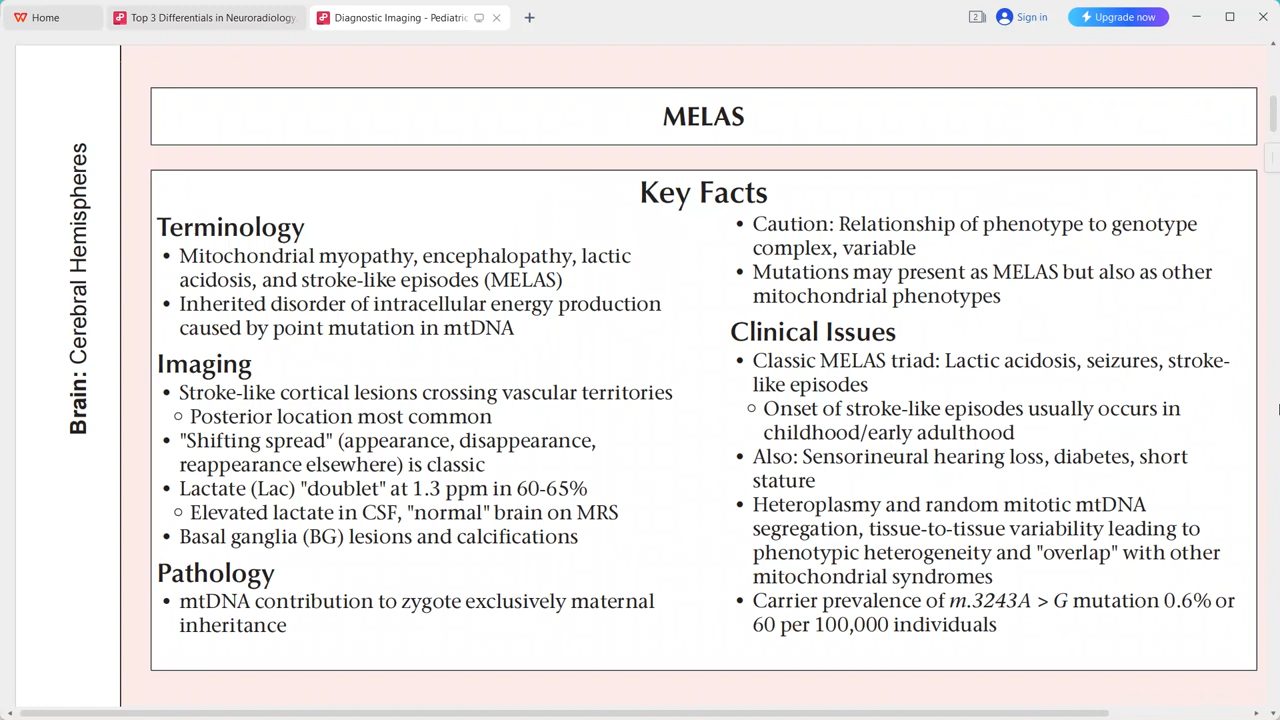 Home
Top 3 Differentials in Neuroradiology.
Diagnostic Imaging - Pediatric
2
Sign in
Upgrade now
Brain: Cerebral Hemispheres
MELAS
Key Facts
Terminology
• Mitochondrial myopathy, encephalopathy, lactic
acidosis, and stroke-like episodes (MELAS)
• Inherited disorder of intracellular energy production
caused by point mutation in mtDNA
Imaging
• Stroke-like cortical lesions crossing vascular territories
○ Posterior location most common
• "Shifting spread" (appearance, disappearance,
reappearance elsewhere) is classic
• Lactate (Lac) "doublet" at 1.3 ppm in 60-65%
○ Elevated lactate in CSF, "normal" brain on MRS
• Basal ganglia (BG) lesions and calcifications
Pathology
• mtDNA contribution to zygote exclusively maternal
inheritance
• Caution: Relationship of phenotype to genotype
complex, variable
• Mutations may present as MELAS but also as other
mitochondrial phenotypes
Clinical Issues
• Classic MELAS triad: Lactic acidosis, seizures, stroke-
like episodes
○ Onset of stroke-like episodes usually occurs in
childhood/early adulthood
• Also: Sensorineural hearing loss, diabetes, short
stature
• Heteroplasmy and random mitotic mtDNA
segregation, tissue-to-tissue variability leading to
phenotypic heterogeneity and "overlap" with other
mitochondrial syndromes
• Carrier prevalence of m.3243A > G mutation 0.6% or
60 per 100,000 individuals